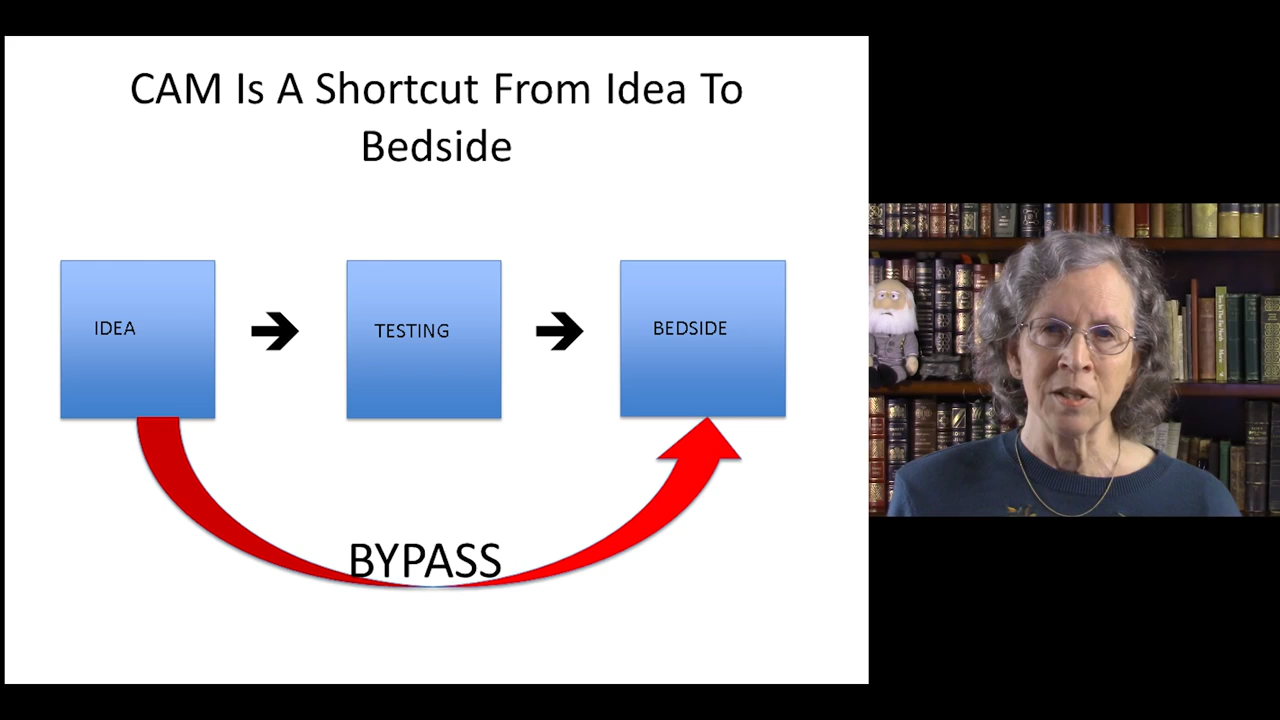 CAM Is A Shortcut From Idea To
Bedside
IDEA
TESTING
BEDSIDE
BYPASS